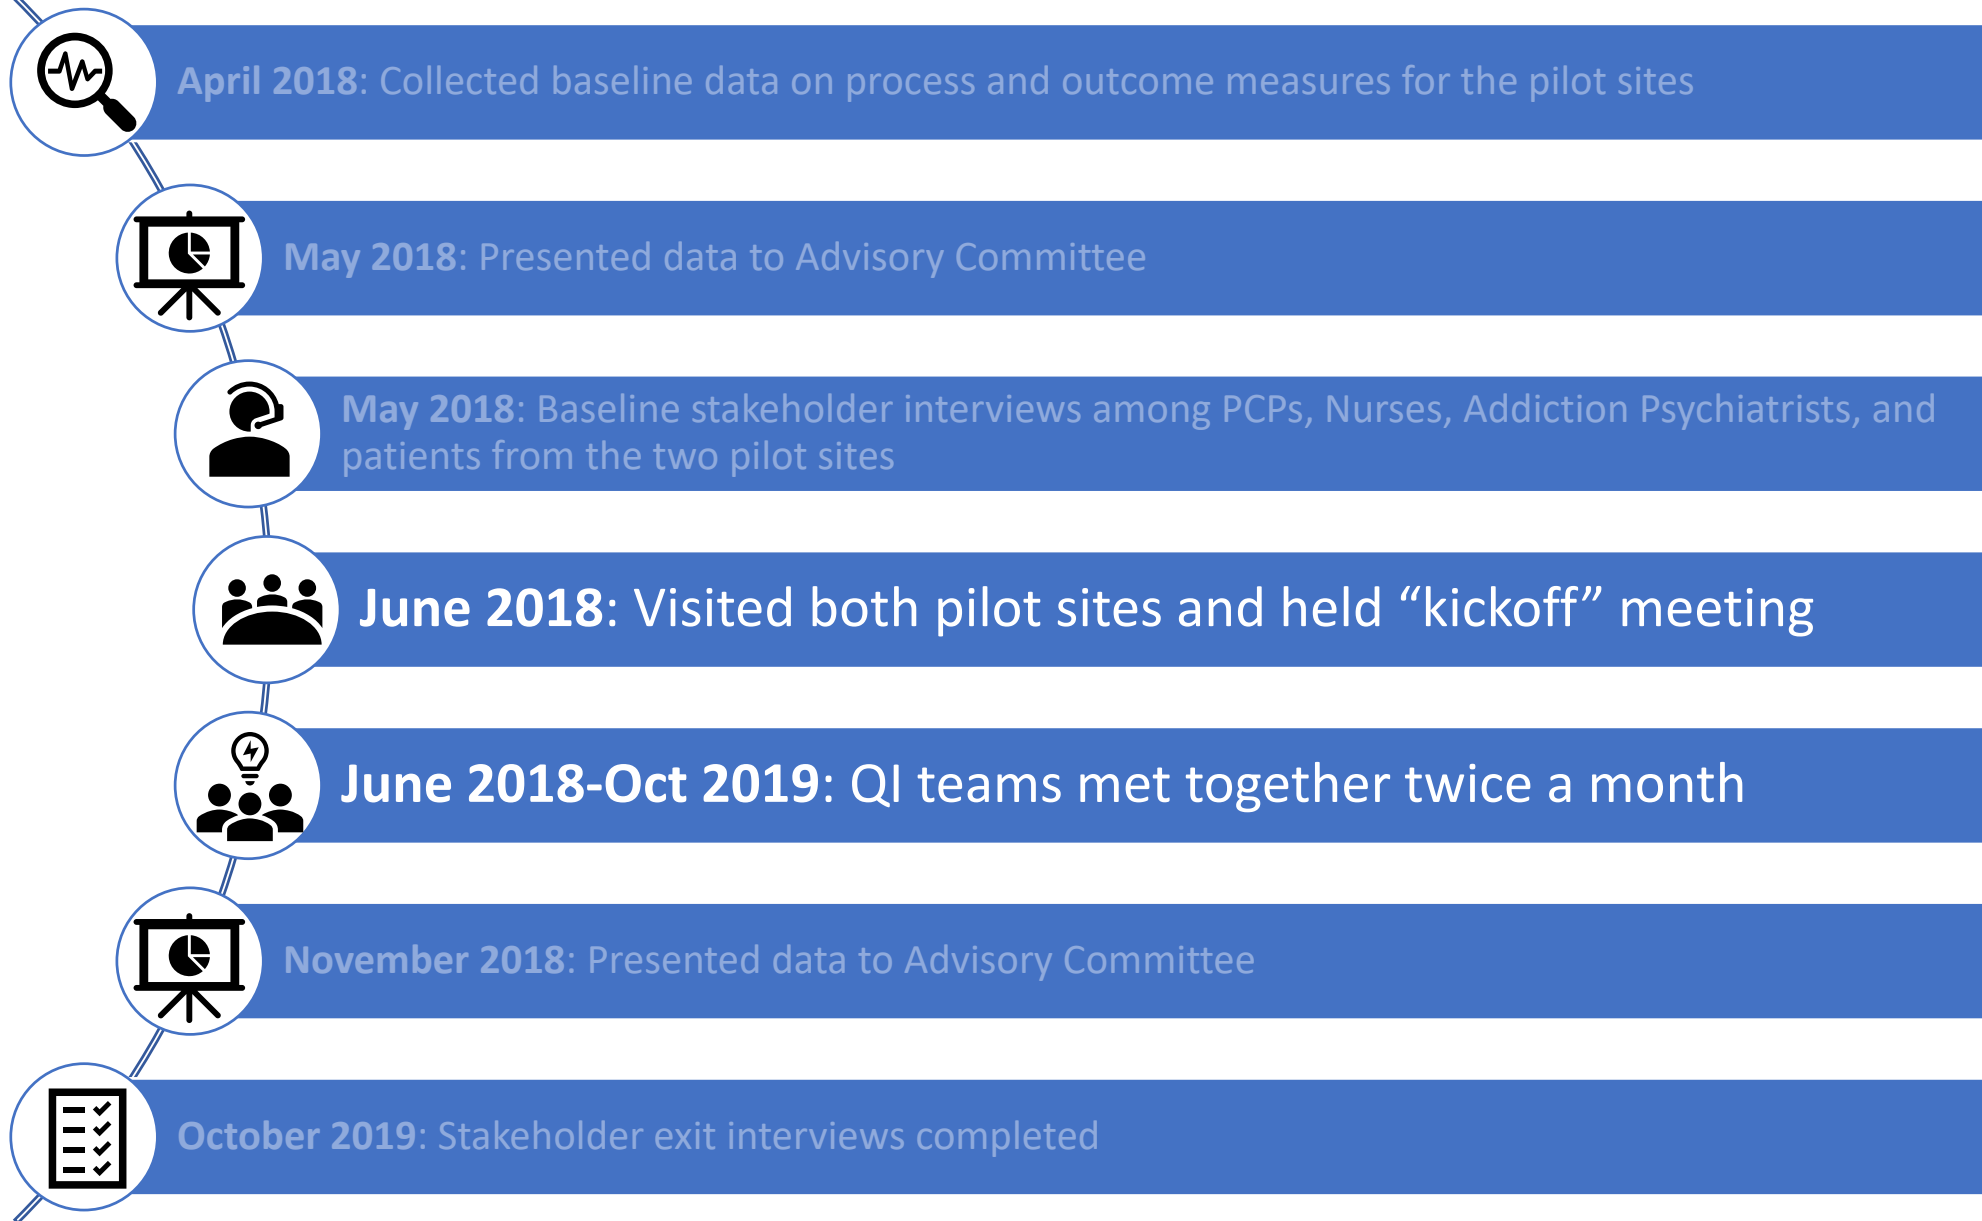 April 2018: Collected baseline data on process and outcome measures for the pilot sites
May 2018: Presented data to Advisory Committee
May 2018: Baseline stakeholder interviews among PCPs, Nurses, Addiction Psychiatrists, and
patients from the two pilot sites
June 2018: Visited both pilot sites and held “kickoff” meeting
June 2018-Oct 2019: QI teams met together twice a month
November 2018: Presented data to Advisory Committee
October 2019: Stakeholder exit interviews completed